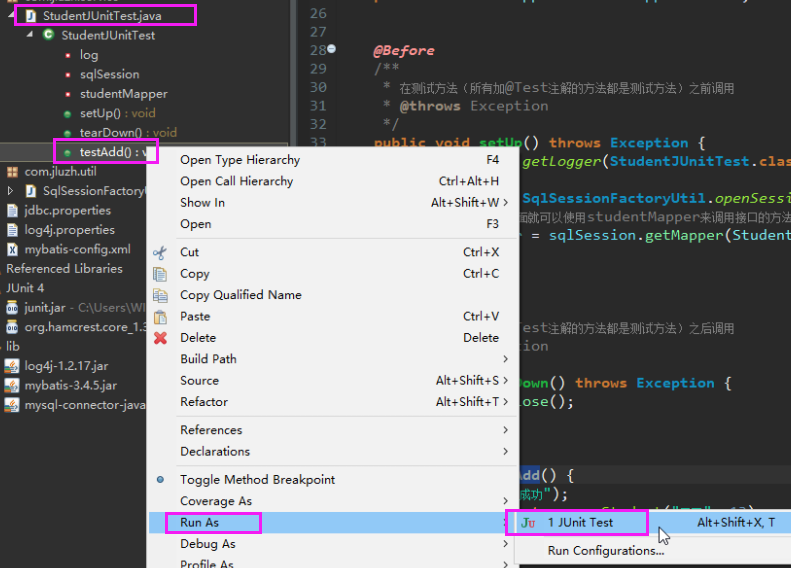 StudentJUnitTest.java
StudentJUnitTest
log
sqlSession
studentMapper
setUp() : void
tearDown() : void
testAdd() : v
com.jluzh.util
SqlSessionFactoryU
jdbc.properties
log4j.properties
mybatis-config.xml
Referenced Libraries
JUnit 4
junit.jar - C:\Users\WI
org.hamcrest.core_1.3
lib
log4j-1.2.17.jar
mybatis-3.4.5.jar
mysql-connector-java
26
27
28 @Before
29 /**
30 * 在测试方法（所有加@Test注解的方法都是测试方法）之前调用
31 * @throws Exception
32 */
33 public void setUp() throws Exception {
getLogger(StudentJUnitTest.clas
SqlSessionFactoryUtil.openSessi
就可以使用studentMapper来调用接口的方法
= sqlSession.getMapper(Student
Test注解的方法都是测试方法）之后调用
ion
Down() throws Exception {
ose();
Add() {
成功");
Open Type Hierarchy F4
Open Call Hierarchy Ctrl+Alt+H
Show In Alt+Shift+W >
Open F3
Cut Ctrl+X
Copy Ctrl+C
Copy Qualified Name
Paste Ctrl+V
Delete Delete
Build Path >
Source Alt+Shift+S >
Refactor Alt+Shift+T >
References >
Declarations >
Toggle Method Breakpoint
Coverage As >
Run As >
Debug As >
Profile As >
1 JUnit Test Alt+Shift+X, T
Run Configurations...